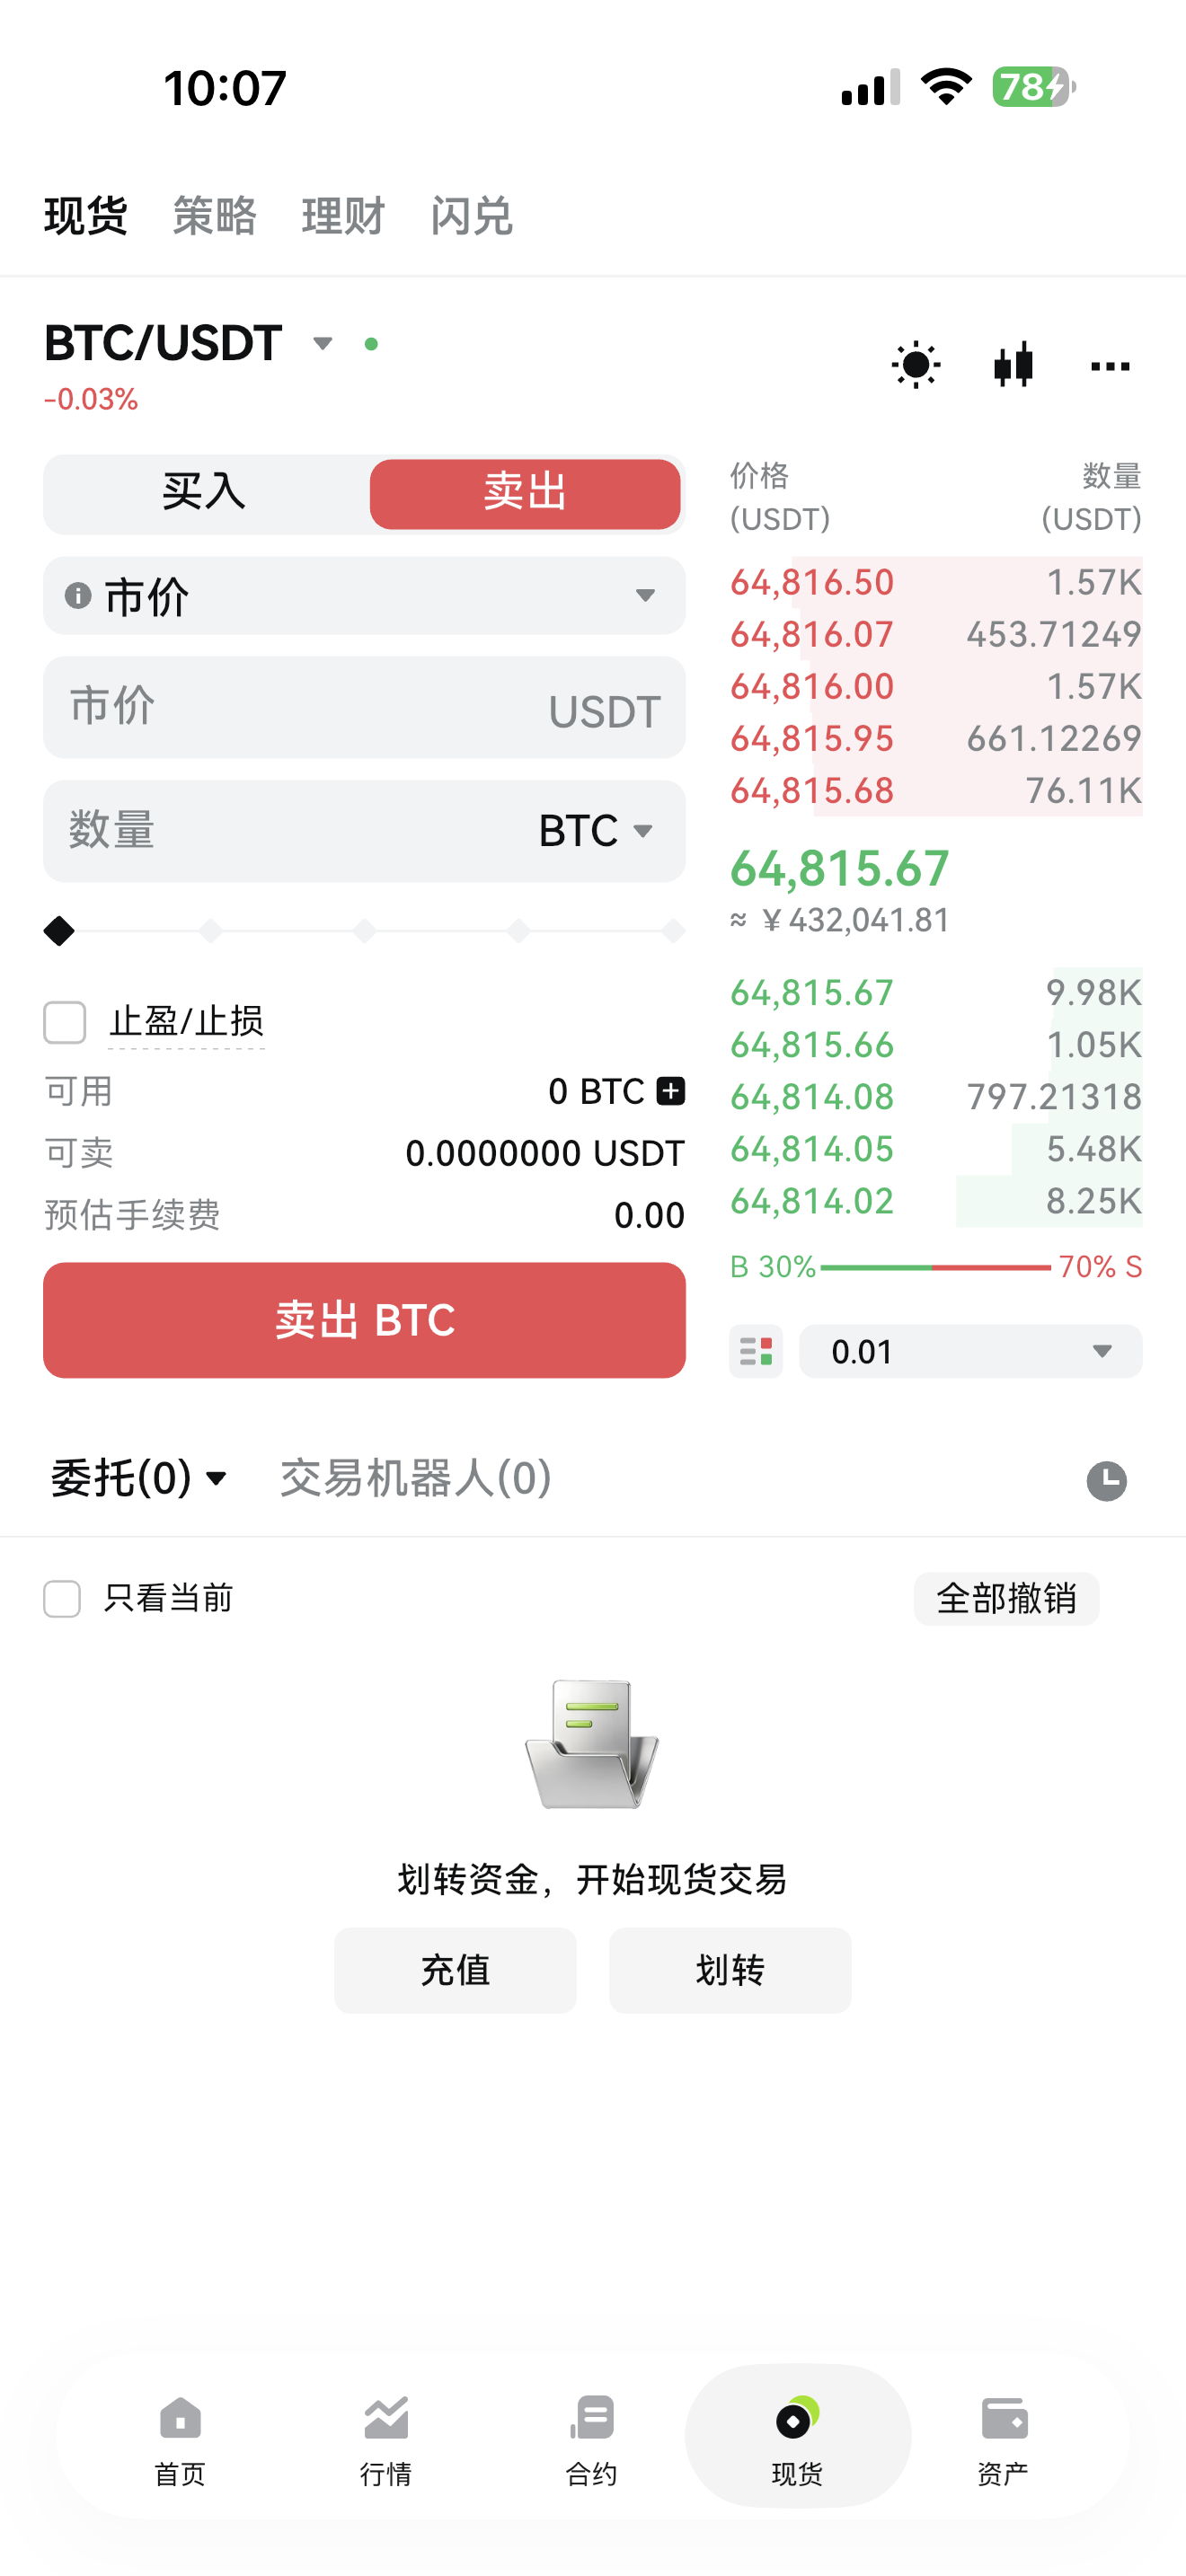 10:07
78
现货 策略 理财 闪兑
BTC/USDT
-0.03%
买入 卖出
市价
市价 USDT
数量 BTC
止盈/止损
可用 0 BTC
可卖 0.0000000 USDT
预估手续费 0.00
卖出 BTC
价格 数量
(USDT) (USDT)
64,816.50 1.57K
64,816.07 453.71249
64,816.00 1.57K
64,815.95 661.12269
64,815.68 76.11K
64,815.67
≈ ¥432,041.81
64,815.67 9.98K
64,815.66 1.05K
64,814.08 797.21318
64,814.05 5.48K
64,814.02 8.25K
B 30% 70% S
0.01
委托(0) 交易机器人(0)
只看当前 全部撤销
划转资金，开始现货交易
充值 划转
首页 行情 合约 现货 资产